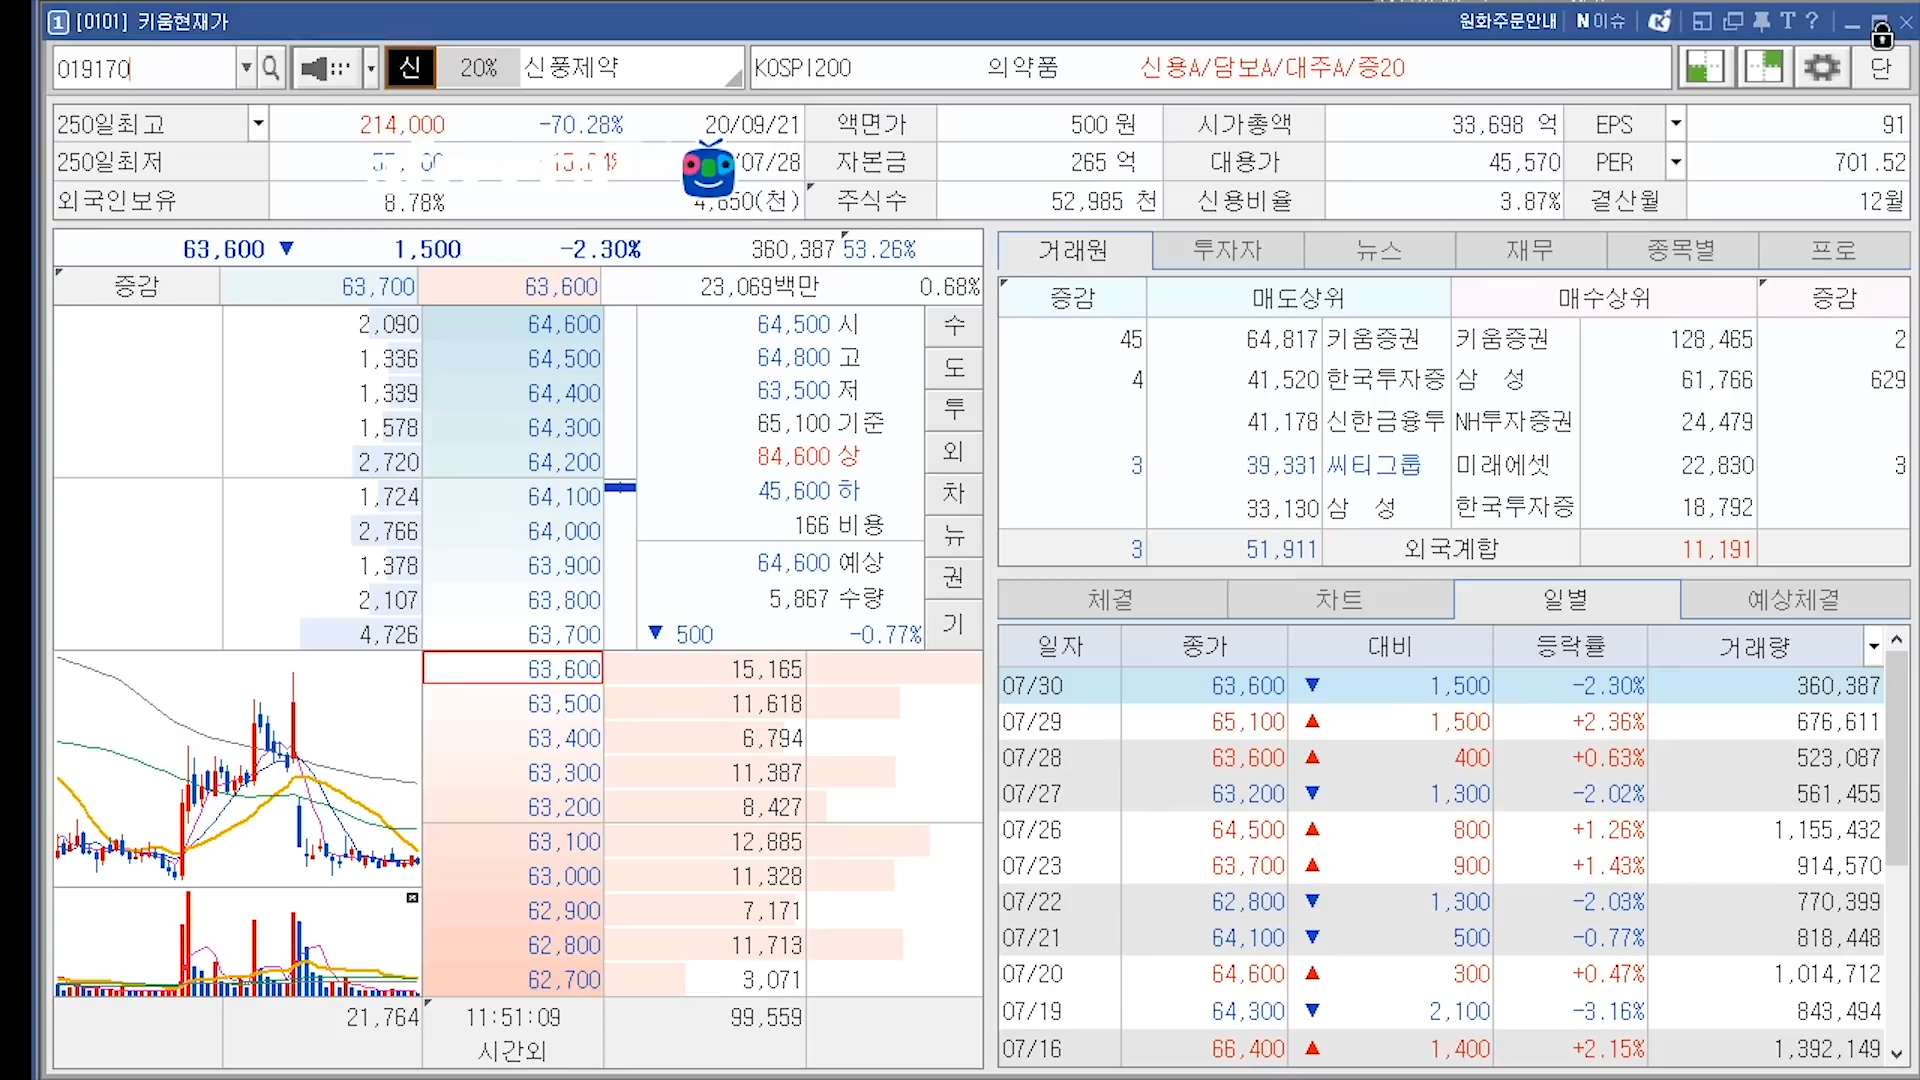 1 [0101] 키움현재가 원화주문안내 N이슈 T ?
019170 신 20% 신풍제약 KOSPI200 의약품 신용A/담보A/대주A/증20 단
250일최고 214,000 -70.28% 20/09/21 액면가 500 원 시가총액 33,698 억 EPS 91
250일최저 /07/28 자본금 265 억 대용가 45,570 PER 701.52
외국인보유 8.78% 주식수 52,985 천 신용비율 3.87% 결산월 12월
63,600 ▼ 1,500 -2.30% 360,387 53.26%
증감 63,700 63,600 23,069백만 0.68%
2,090 64,600 64,500 시 수
1,336 64,500 64,800 고 도
1,339 64,400 63,500 저
1,578 64,300 65,100 기준 투
2,720 64,200 84,600 상 외
1,724 64,100 45,600 하 차
2,766 64,000 166 비용 뉴
1,378 63,900 64,600 예상 권
2,107 63,800 5,867 수량
4,726 63,700 ▼ 500 -0.77% 기
63,600 15,165
63,500 11,618
63,400 6,794
63,300 11,387
63,200 8,427
63,100 12,885
63,000 11,328
62,900 7,171
62,800 11,713
62,700 3,071
21,764 11:51:09 99,559
시간외
거래원 투자자 뉴스 재무 종목별 프로
증감 매도상위 매수상위 증감
45 64,817 키움증권 키움증권 128,465 2
4 41,520 한국투자증 삼 성 61,766 629
41,178 신한금융투 NH투자증권 24,479
3 39,331 씨티그룹 미래에셋 22,830 3
33,130 삼 성 한국투자증 18,792
3 51,911 외국계합 11,191
체결 차트 일별 예상체결
일자 종가 대비 등락률 거래량
07/30 63,600 ▼ 1,500 -2.30% 360,387
07/29 65,100 ▲ 1,500 +2.36% 676,611
07/28 63,600 ▲ 400 +0.63% 523,087
07/27 63,200 ▼ 1,300 -2.02% 561,455
07/26 64,500 ▲ 800 +1.26% 1,155,432
07/23 63,700 ▲ 900 +1.43% 914,570
07/22 62,800 ▼ 1,300 -2.03% 770,399
07/21 64,100 ▼ 500 -0.77% 818,448
07/20 64,600 ▲ 300 +0.47% 1,014,712
07/19 64,300 ▼ 2,100 -3.16% 843,494
07/16 66,400 ▲ 1,400 +2.15% 1,392,149